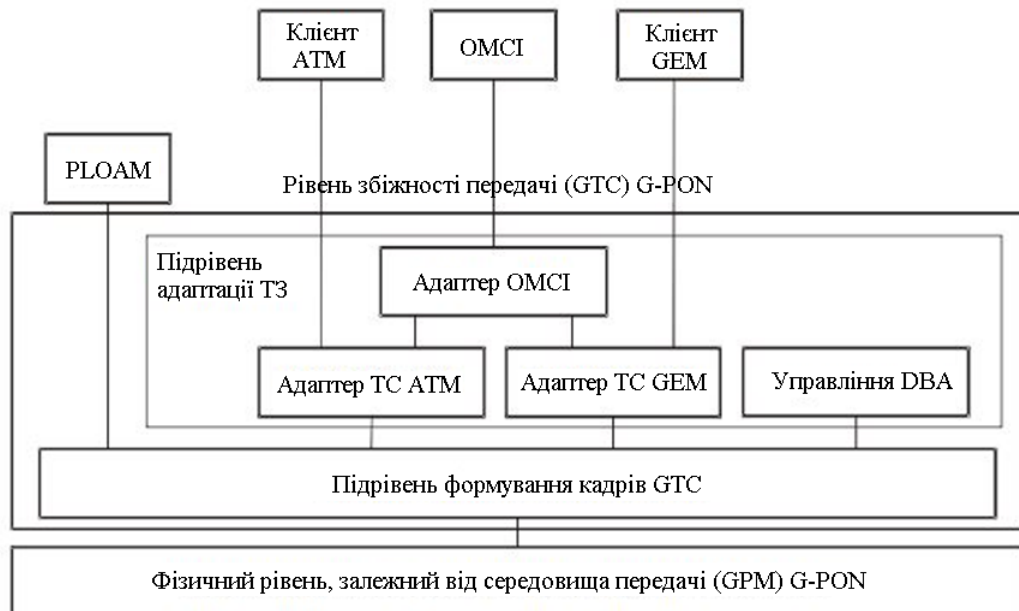 Клієнт
ATM
OMCI
Клієнт
GEM
PLOAM
Рівень збіжності передачі (GTC) G-PON
Підрівень
адаптації ТЗ
Адаптер OMCI
Адаптер TC ATM
Адаптер TC GEM
Управління DBA
Підрівень формування кадрів GTC
Фізичний рівень, залежний від середовища передачі (GPM) G-PON